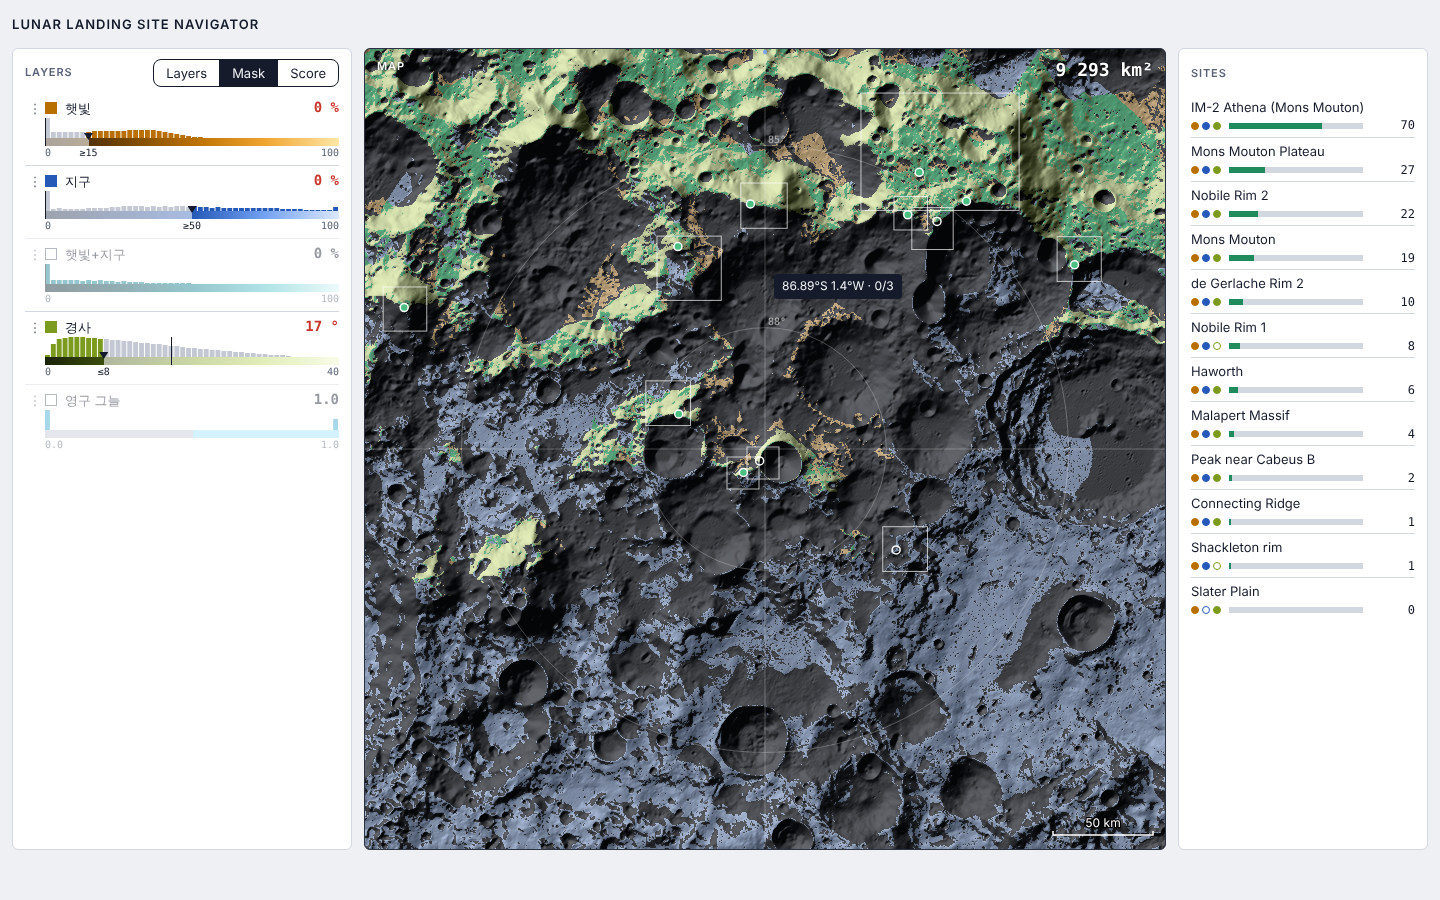 LUNAR LANDING SITE NAVIGATOR
LAYERS
Layers Mask Score
햇빛 0 %
0 ≥15 100
지구 0 %
0 ≥50 100
햇빛+지구 0 %
0 100
경사 17 °
0 ≤8 40
영구 그늘 1.0
0.0 1.0
MAP
9 293 km²
85°
86.89°S 1.4°W · 0/3
88°
50 km
SITES
IM-2 Athena (Mons Mouton)
70
Mons Mouton Plateau
27
Nobile Rim 2
22
Mons Mouton
19
de Gerlache Rim 2
10
Nobile Rim 1
8
Haworth
6
Malapert Massif
4
Peak near Cabeus B
2
Connecting Ridge
1
Shackleton rim
1
Slater Plain
0